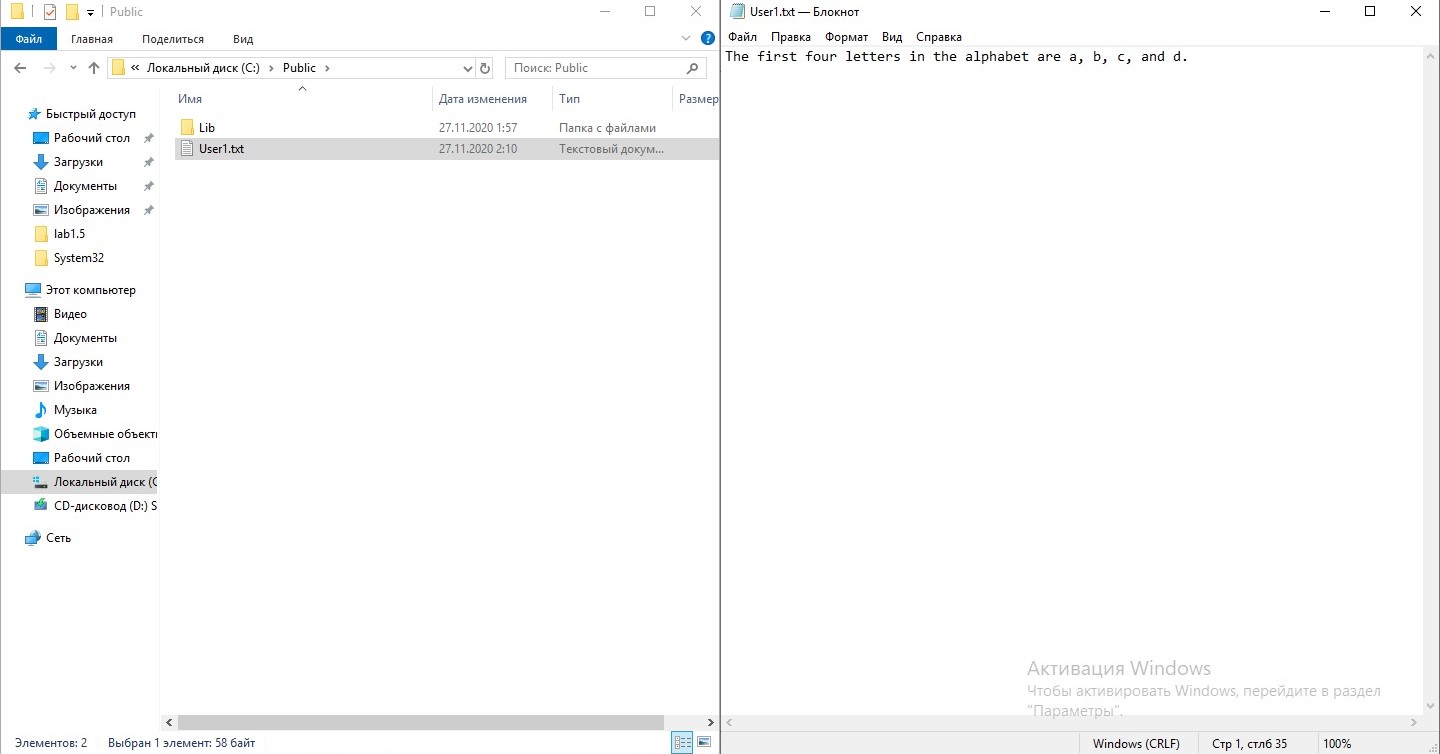 Public
User1.txt — Блокнот
Файл Главная Поделиться Вид
Файл Правка Формат Вид Справка
« Локальный диск (C:) Public
Поиск: Public
The first four letters in the alphabet are a, b, c, and d.
Имя Дата изменения Тип Размер
Lib 27.11.2020 1:57 Папка с файлами
User1.txt 27.11.2020 2:10 Текстовый докум...
Быстрый доступ
Рабочий стол
Загрузки
Документы
Изображения
lab1.5
System32
Этот компьютер
Видео
Документы
Загрузки
Изображения
Музыка
Объемные объект
Рабочий стол
Локальный диск (C
CD-дисковод (D:) S
Сеть
Активация Windows
Чтобы активировать Windows, перейдите в раздел
"Параметры".
Элементов: 2 Выбран 1 элемент: 58 байт
Windows (CRLF) Стр 1, стлб 35 100%